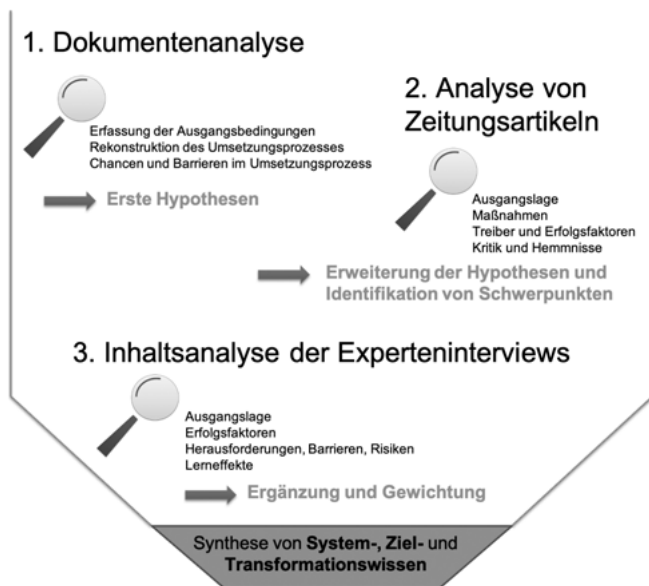 1. Dokumentenanalyse
Erfassung der Ausgangsbedingungen
Rekonstruktion des Umsetzungsprozesses
Chancen und Barrieren im Umsetzungsprozess
Erste Hypothesen
2. Analyse von
Zeitungsartikeln
Ausgangslage
Maßnahmen
Treiber und Erfolgsfaktoren
Kritik und Hemmnisse
Erweiterung der Hypothesen und
Identifikation von Schwerpunkten
3. Inhaltsanalyse der Experteninterviews
Ausgangslage
Erfolgsfaktoren
Herausforderungen, Barrieren, Risiken
Lerneffekte
Ergänzung und Gewichtung
Synthese von System-, Ziel- und
Transformationswissen